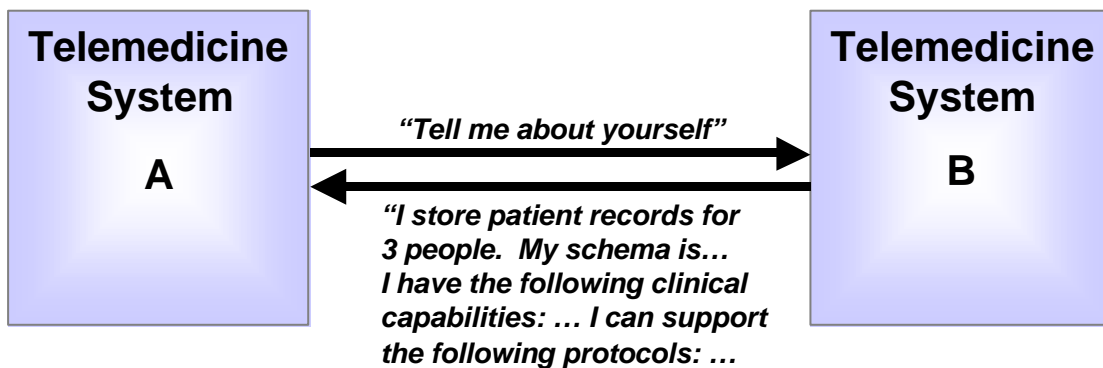 Telemedicine
System
A
“Tell me about yourself”
“I store patient records for
3 people.  My schema is…
I have the following clinical
capabilities: … I can support
the following protocols: …
Telemedicine
System
B